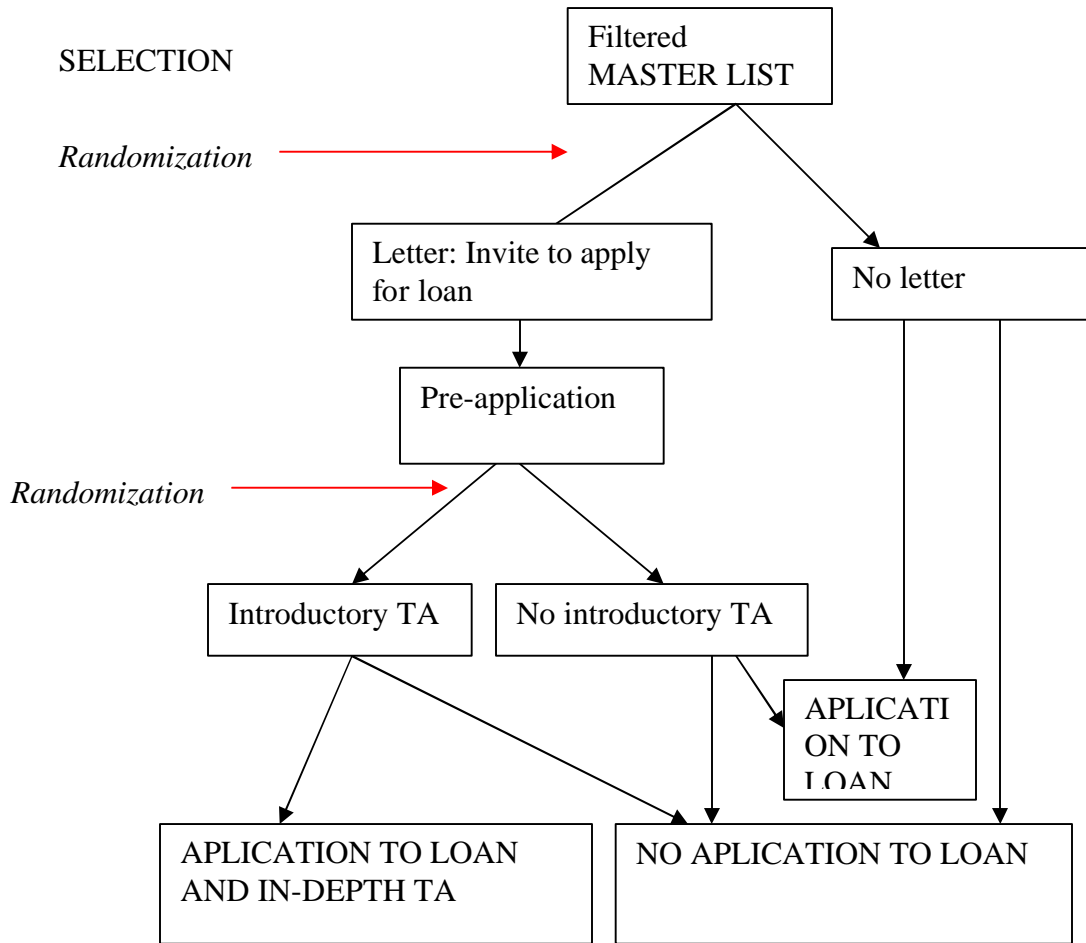 Filtered
MASTER LIST
SELECTION
Randomization
Letter: Invite to apply
for loan
No letter
Pre-application
Randomization
Introductory TA
No introductory TA
APLICATI
ON TO
LOAN
APLICATION TO LOAN
AND IN-DEPTH TA
NO APLICATION TO LOAN